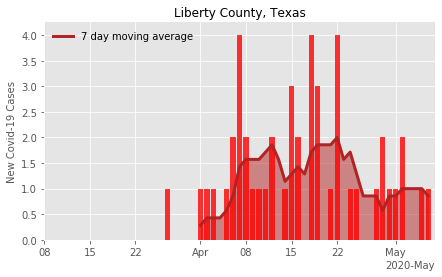 Liberty County, Texas
7 day moving average
New Covid-19 Cases
4.0
3.5
3.0
2.5
2.0
1.5
1.0
0.5
0.0
08 15 22 Apr 08 15 22 May
2020-May